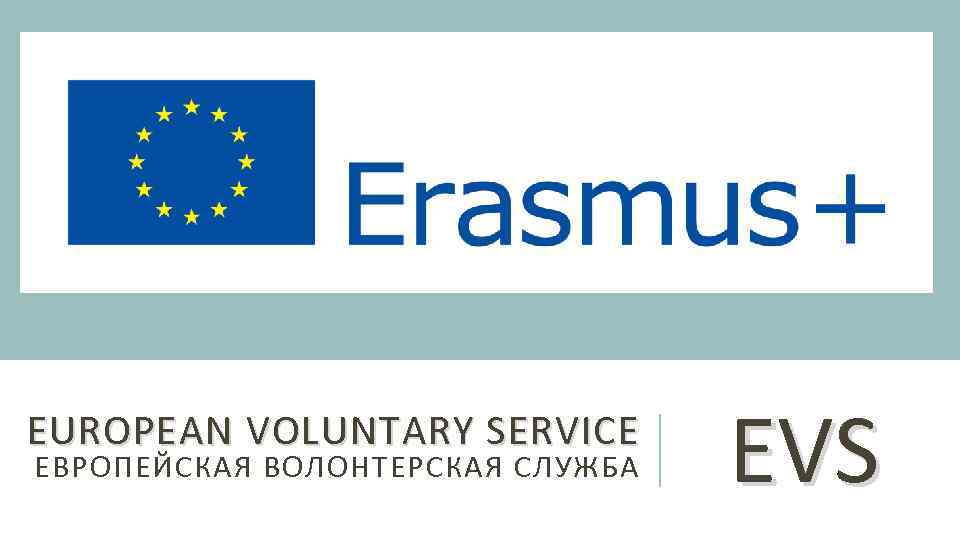 Erasmus+
EUROPEAN VOLUNTARY SERVICE
ЕВРОПЕЙСКАЯ ВОЛОНТЕРСКАЯ СЛУЖБА
EVS